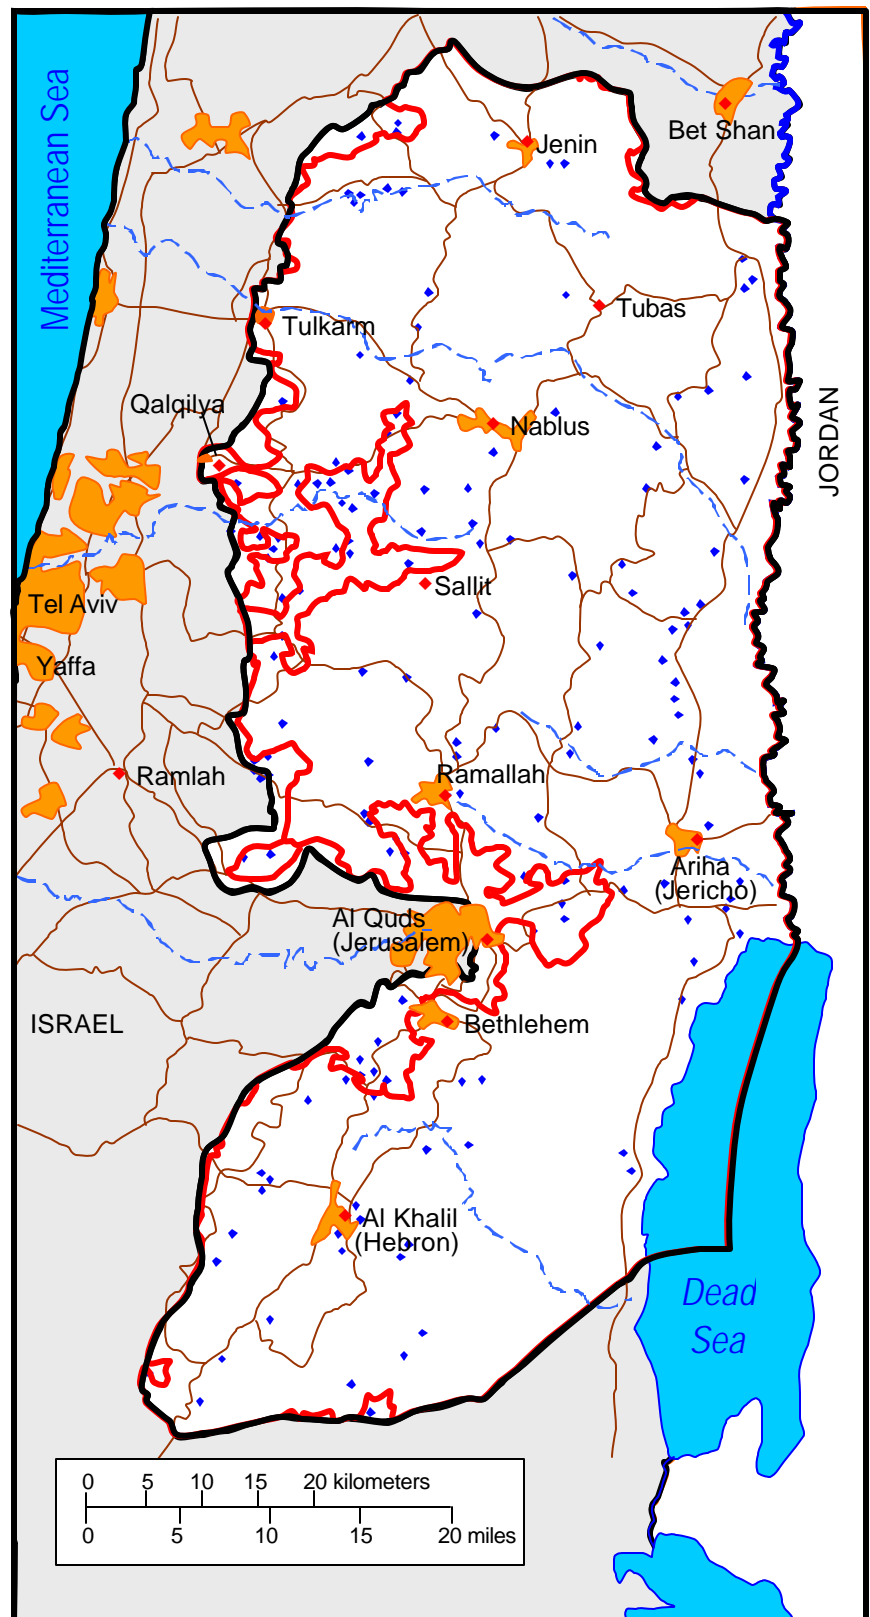 Mediterranean Sea
Jenin
Bet Shan
Tubas
Tulkarm
JORDAN
Qalqilya
Nablus
Sallit
Tel Aviv
Yaffa
Ramlah
Ramallah
Ariha
(Jericho)
Al Quds
(Jerusalem)
ISRAEL
Bethlehem
Al Khalil
(Hebron)
Dead
Sea
0 5 10 15 20 kilometers
0 5 10 15 20 miles